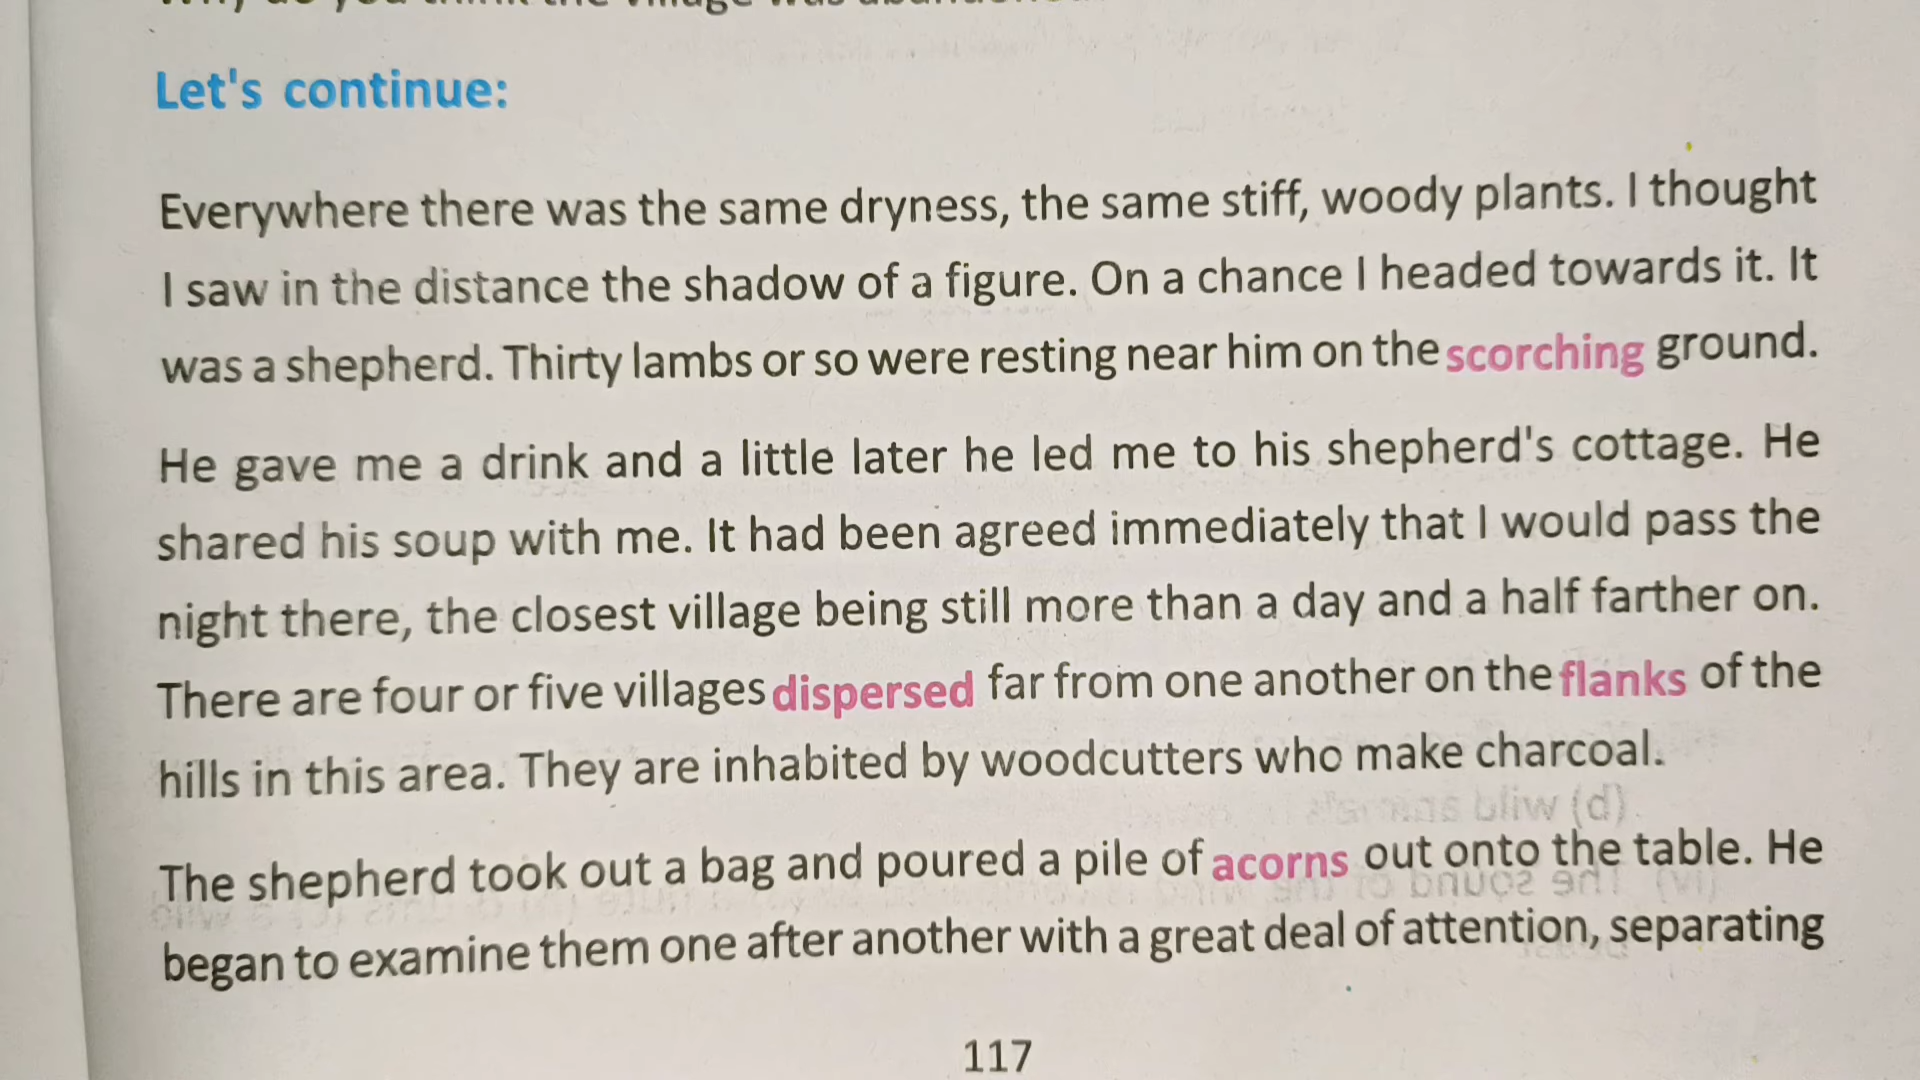 Let's continue:
Everywhere there was the same dryness, the same stiff, woody plants. I thought
I saw in the distance the shadow of a figure. On a chance I headed towards it. It
was a shepherd. Thirty lambs or so were resting near him on the scorching ground.
He gave me a drink and a little later he led me to his shepherd's cottage. He
shared his soup with me. It had been agreed immediately that I would pass the
night there, the closest village being still more than a day and a half farther on.
There are four or five villages dispersed far from one another on the flanks of the
hills in this area. They are inhabited by woodcutters who make charcoal.
The shepherd took out a bag and poured a pile of acorns out onto the table. He
began to examine them one after another with a great deal of attention, separating
117